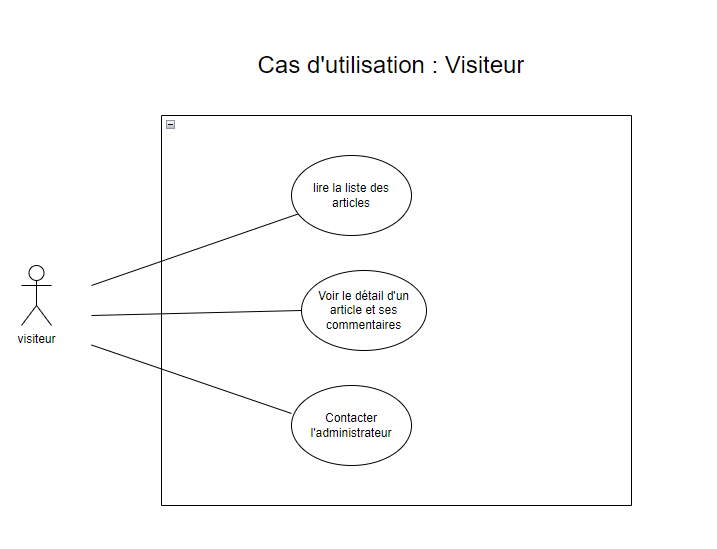 Cas d'utilisation : Visiteur
lire la liste des
articles
Voir le détail d'un
article et ses
commentaires
visiteur
Contacter
l'administrateur